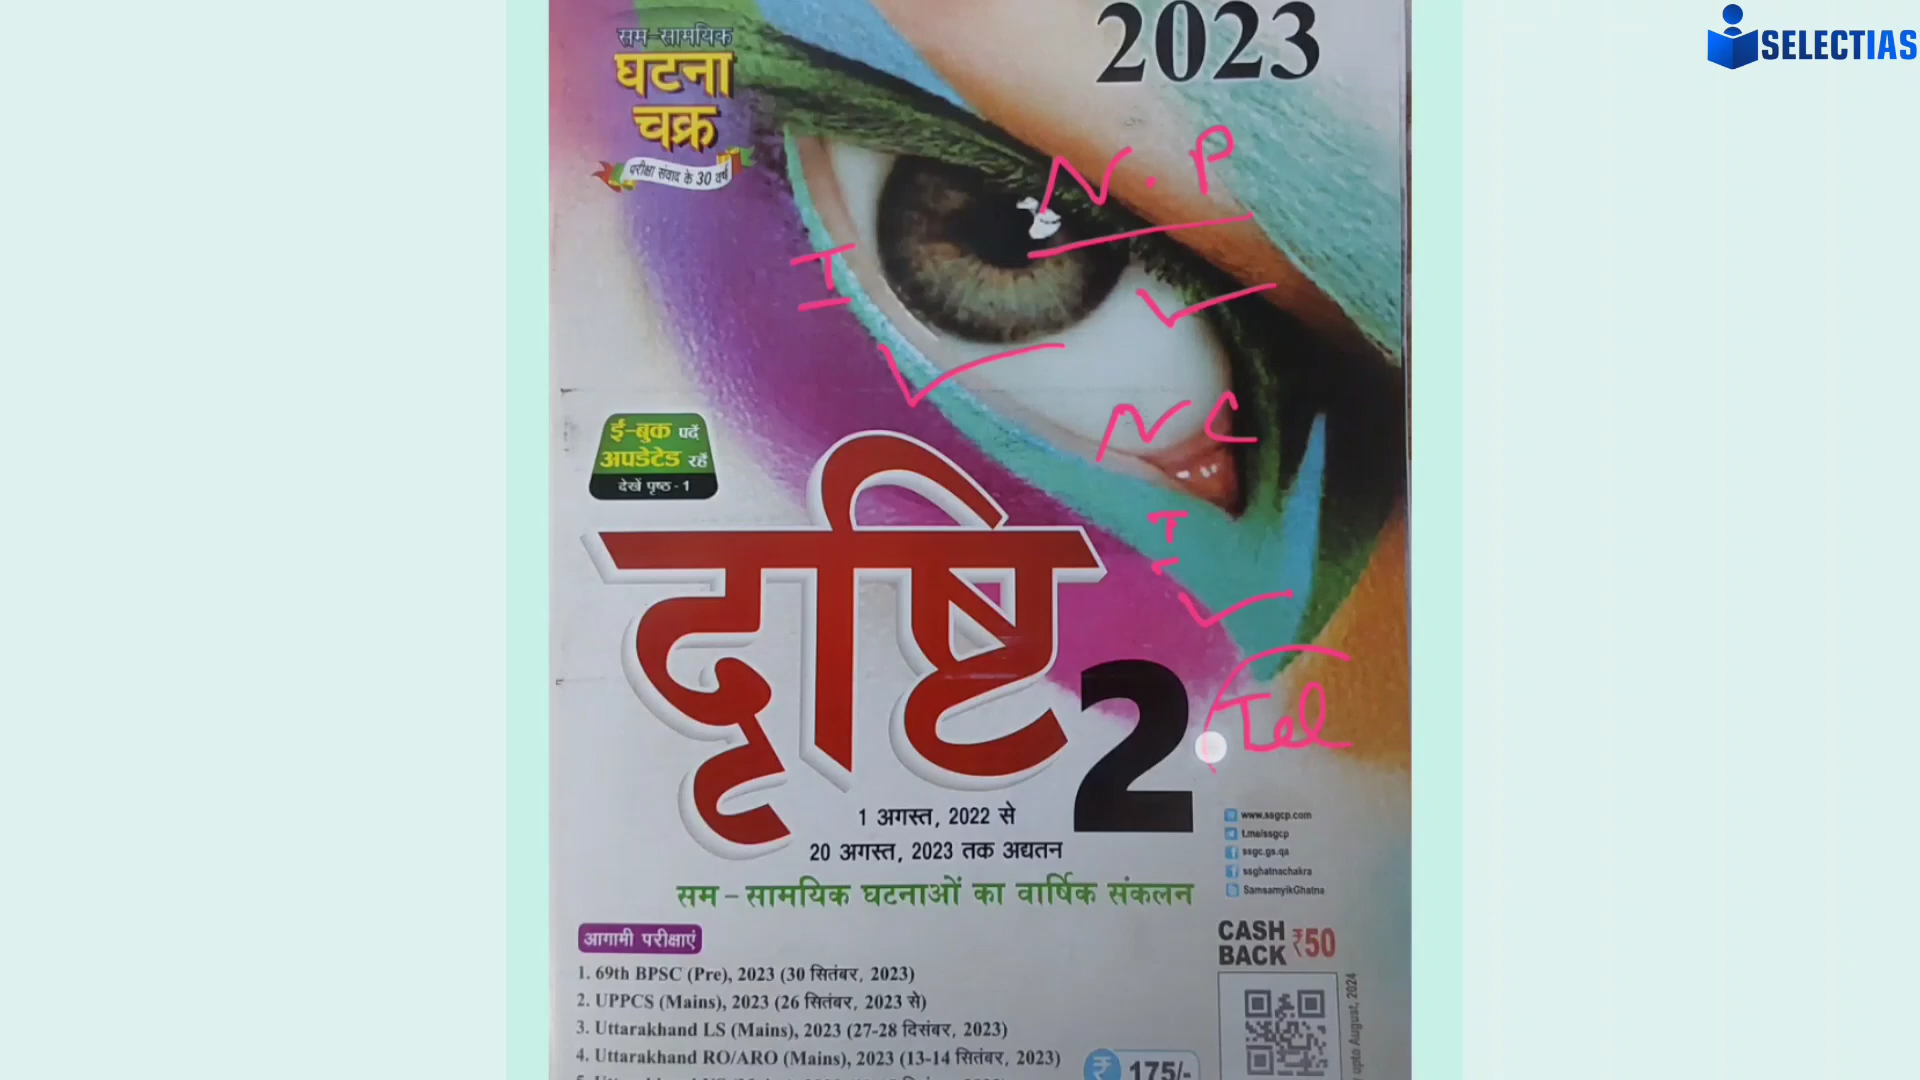 SELECTIAS
2023
सम-सामयिक
घटना
चक्र
परीक्षा संवाद के 30 वर्ष
N.P
I
NC
I
Tel
ई-बुक पढ़ें
अपडेटेड रहें
देखें पृष्ठ - 1
दृष्टि 2
1 अगस्त, 2022 से
20 अगस्त, 2023 तक अद्यतन
सम – सामयिक घटनाओं का वार्षिक संकलन
www.ssgcp.com
t.me/ssgcp
ssgc.gs.qa
ssghatnachakra
SamsamyikGhatna
आगामी परीक्षाएं
1. 69th BPSC (Pre), 2023 (30 सितंबर, 2023)
2. UPPCS (Mains), 2023 (26 सितंबर, 2023 से)
3. Uttarakhand LS (Mains), 2023 (27-28 दिसंबर, 2023)
4. Uttarakhand RO/ARO (Mains), 2023 (13-14 सितंबर, 2023)
CASH
BACK ₹50
upto August, 2024
₹ 175/-